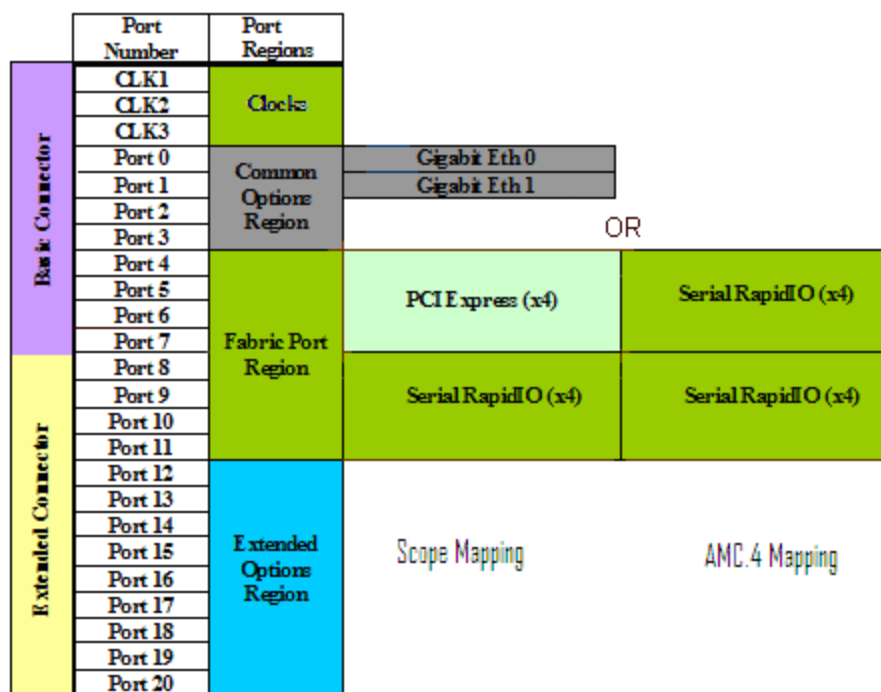 Port
Number
Port
Regions
Basic Connector
CLK1
CLK2
CLK3
Clocks
Port 0
Port 1
Port 2
Port 3
Common
Options
Region
Gigabit Eth 0
Gigabit Eth 1
OR
Port 4
Port 5
Port 6
Port 7
Fabric Port
Region
PCI Express (x4)
Serial RapidIO (x4)
Extended Connector
Port 8
Port 9
Port 10
Port 11
Serial RapidIO (x4)
Serial RapidIO (x4)
Port 12
Port 13
Port 14
Port 15
Port 16
Port 17
Port 18
Port 19
Port 20
Extended
Options
Region
Scope Mapping
AMC.4 Mapping